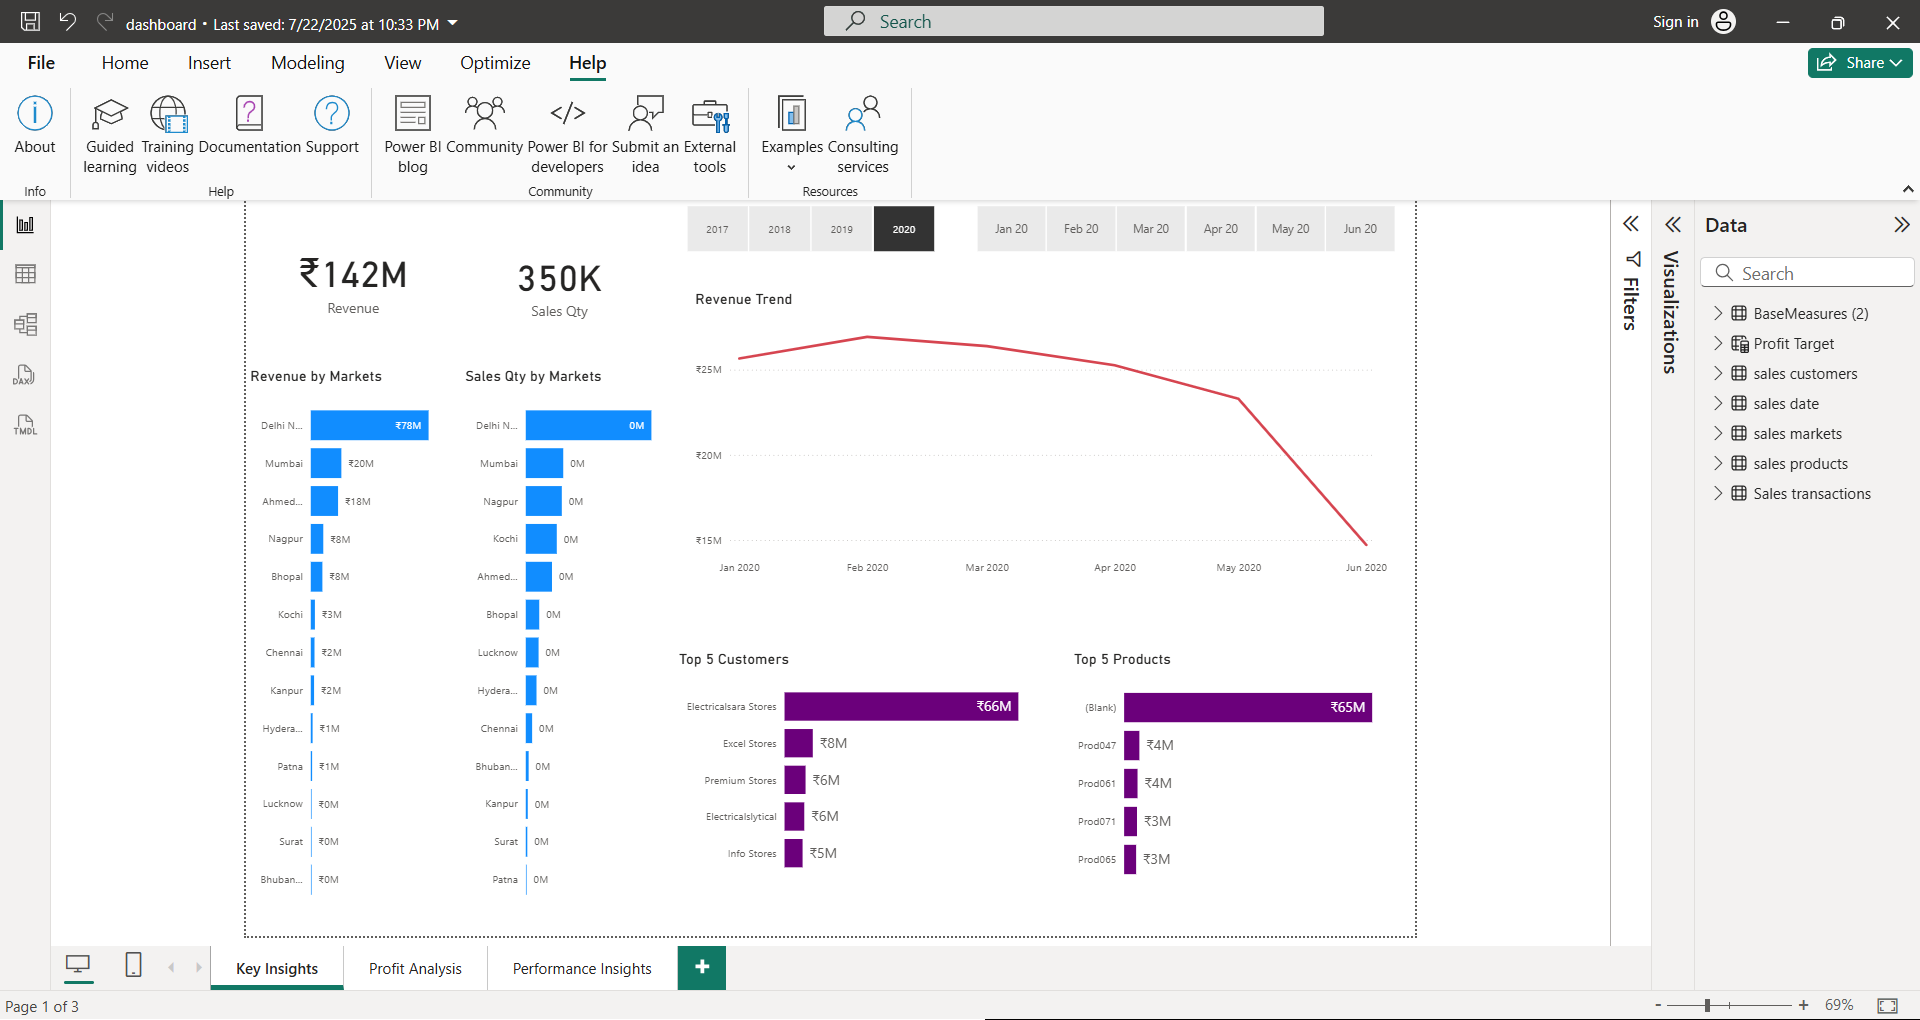 dashboard • Last saved: 7/22/2025 at 10:33 PM
Search
Sign in
File Home Insert Modeling View Optimize Help
Share
About
Guided learning
Training videos
Documentation
Support
Power BI blog
Community
Power BI for developers
Submit an idea
External tools
Examples
Consulting services
Info
Help
Community
Resources
2017 2018 2019 2020
Jan 20 Feb 20 Mar 20 Apr 20 May 20 Jun 20
₹142M
Revenue
350K
Sales Qty
Revenue by Markets
Delhi N... ₹78M
Mumbai ₹20M
Ahmed... ₹18M
Nagpur ₹8M
Bhopal ₹8M
Kochi ₹3M
Chennai ₹2M
Kanpur ₹2M
Hydera... ₹1M
Patna ₹1M
Lucknow ₹0M
Surat ₹0M
Bhuban... ₹0M
Sales Qty by Markets
Delhi N... 0M
Mumbai 0M
Nagpur 0M
Kochi 0M
Ahmed... 0M
Bhopal 0M
Lucknow 0M
Hydera... 0M
Chennai 0M
Bhuban... 0M
Kanpur 0M
Surat 0M
Patna 0M
Revenue Trend
₹25M
₹20M
₹15M
Jan 2020 Feb 2020 Mar 2020 Apr 2020 May 2020 Jun 2020
Top 5 Customers
Electricalsara Stores ₹66M
Excel Stores ₹8M
Premium Stores ₹6M
Electricalslytical ₹6M
Info Stores ₹5M
Top 5 Products
(Blank) ₹65M
Prod047 ₹4M
Prod061 ₹4M
Prod071 ₹3M
Prod065 ₹3M
Filters
Visualizations
Data
Search
BaseMeasures (2)
Profit Target
sales customers
sales date
sales markets
sales products
Sales transactions
DAX
TMDL
Key Insights Profit Analysis Performance Insights +
Page 1 of 3
- + 69%